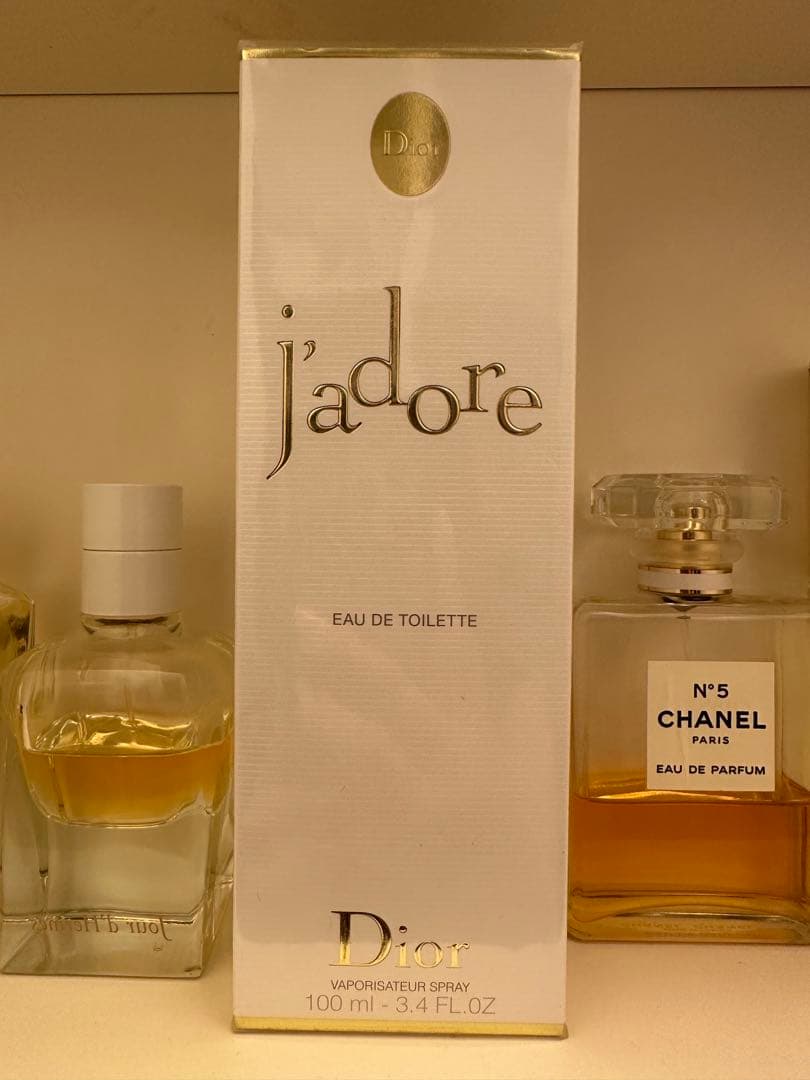 Dior
j'adore
EAU DE TOILETTE
Dior
VAPORISATEUR SPRAY
100 ml - 3.4 FL.OZ
N°5
CHANEL
PARIS
EAU DE PARFUM
Jour d'Hermès